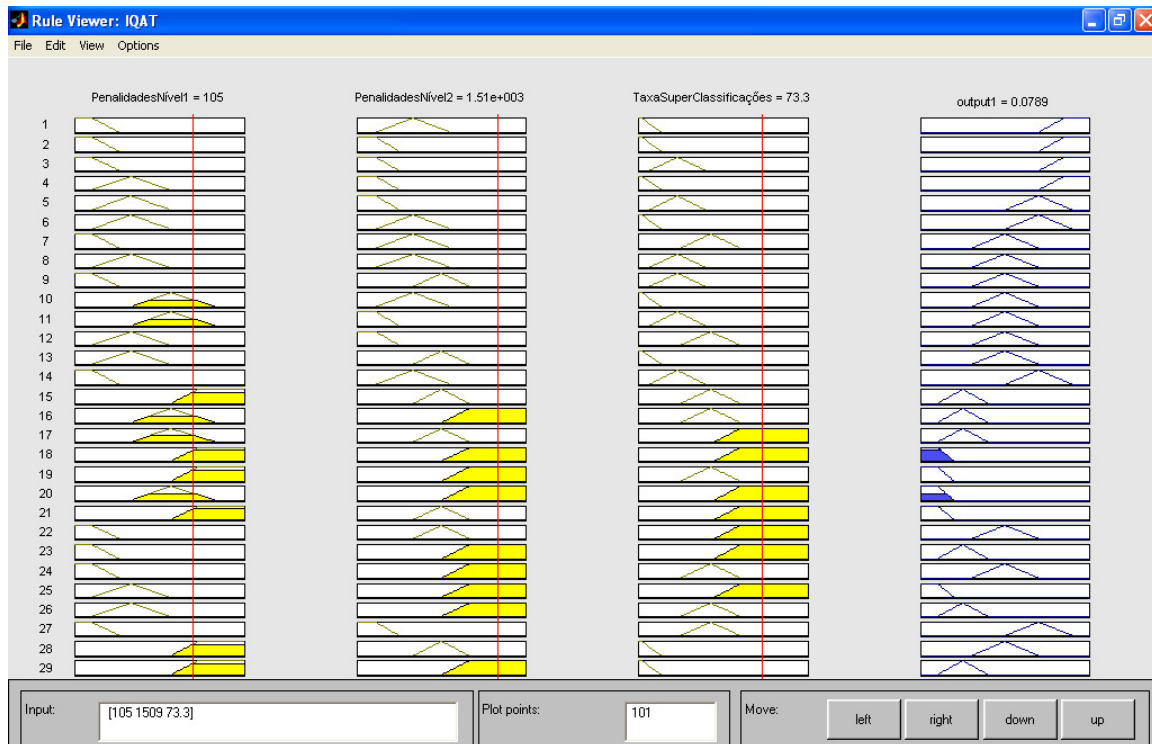 Rule Viewer: IQAT
File Edit View Options
PenalidadesNível1 = 105
PenalidadesNível2 = 1.51e+003
TaxaSuperClassificações = 73.3
output1 = 0.0789
1
2
3
4
5
6
7
8
9
10
11
12
13
14
15
16
17
18
19
20
21
22
23
24
25
26
27
28
29
Input:
[105 1509 73.3]
Plot points:
101
Move:
left
right
down
up